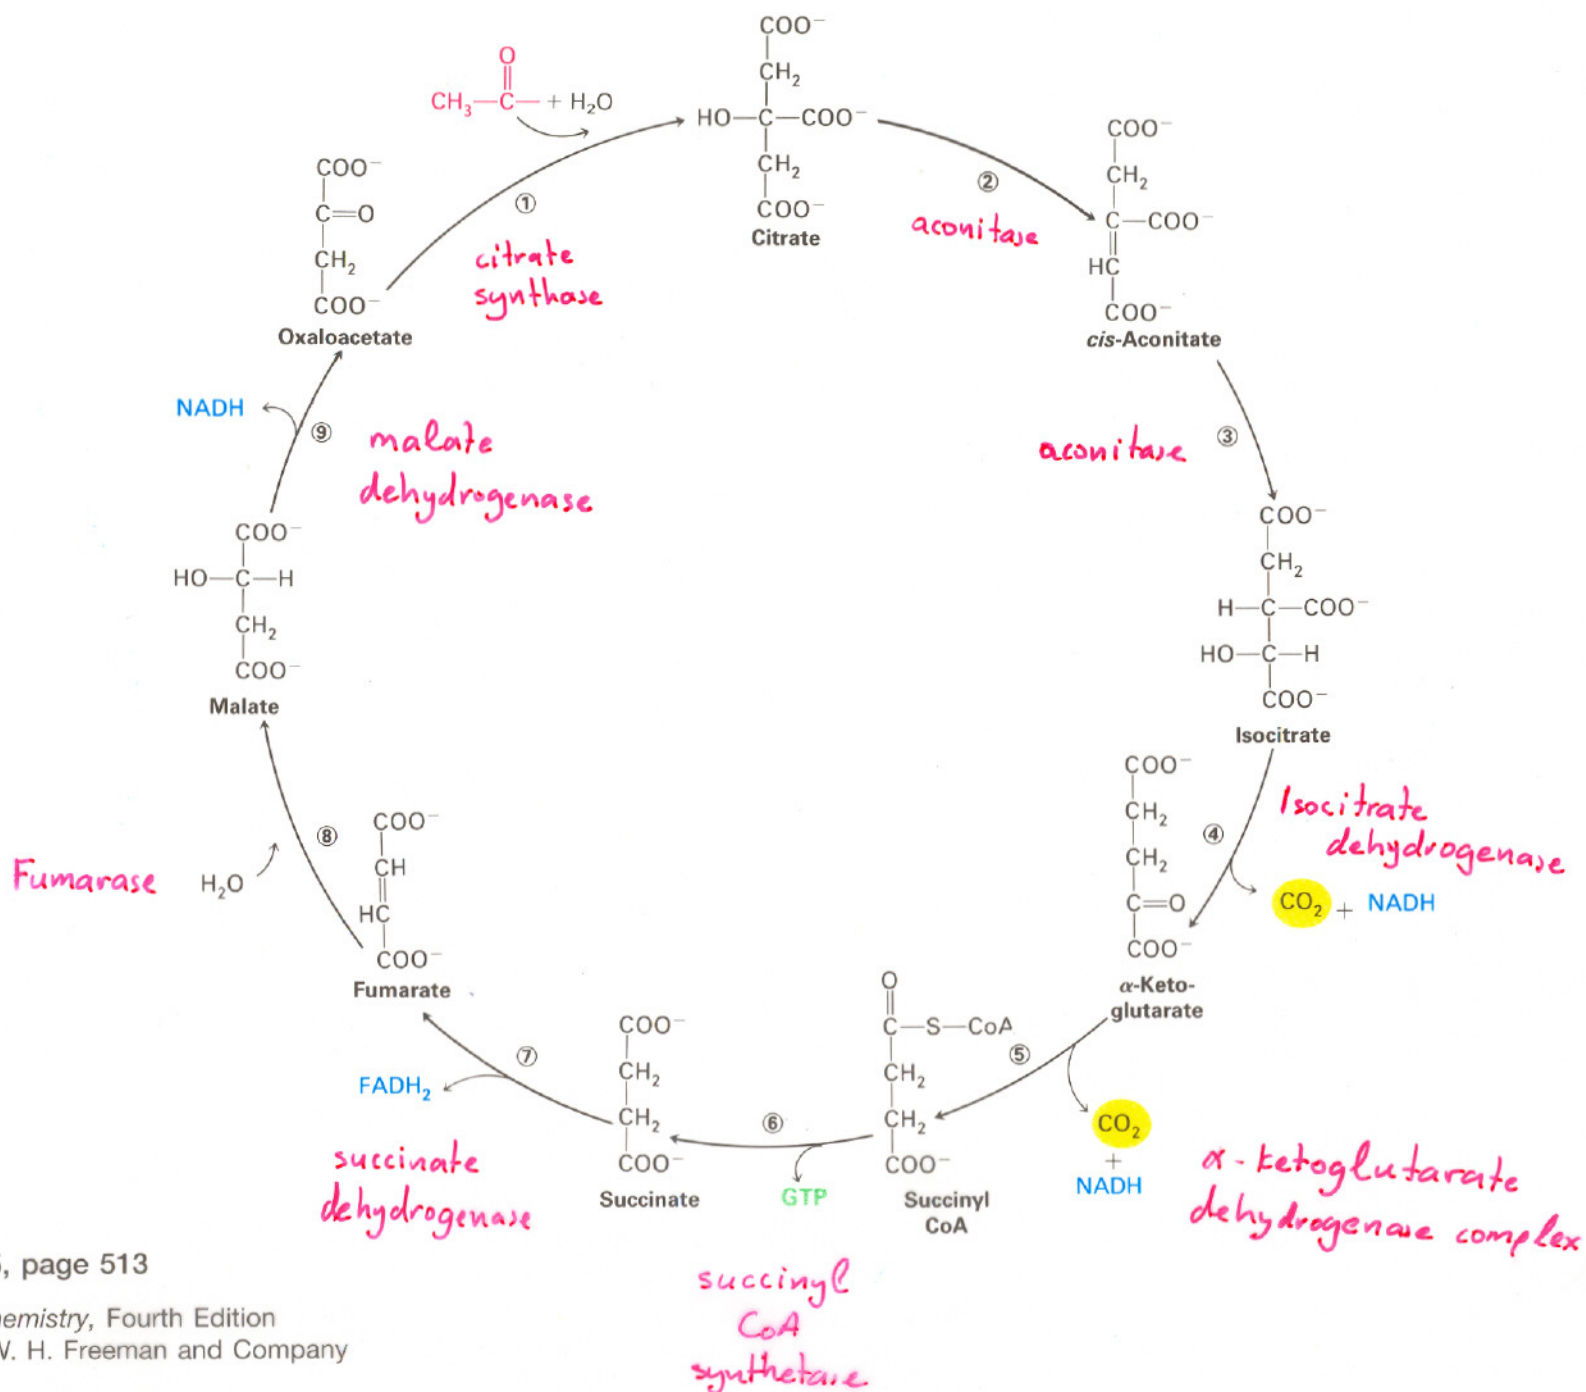 COO⁻
CH₂
HO—C—COO⁻
CH₂
COO⁻
Citrate
O
CH₃—C— + H₂O
①
citrate
synthase
②
aconitase
COO⁻
CH₂
C—COO⁻
HC
COO⁻
cis-Aconitate
③
aconitase
COO⁻
CH₂
H—C—COO⁻
HO—C—H
COO⁻
Isocitrate
④
Isocitrate
dehydrogenase
CO₂ + NADH
COO⁻
CH₂
CH₂
C=O
COO⁻
α-Keto-
glutarate
⑤
CO₂
+
NADH
α-ketoglutarate
dehydrogenase complex
O
C—S—CoA
CH₂
CH₂
COO⁻
Succinyl
CoA
⑥
GTP
succinyl
CoA
synthetase
COO⁻
CH₂
CH₂
COO⁻
Succinate
⑦
FADH₂
succinate
dehydrogenase
COO⁻
CH
HC
COO⁻
Fumarate
⑧
H₂O
Fumarase
COO⁻
HO—C—H
CH₂
COO⁻
Malate
⑨
NADH
malate
dehydrogenase
COO⁻
C=O
CH₂
COO⁻
Oxaloacetate
, page 513
emistry, Fourth Edition
W. H. Freeman and Company